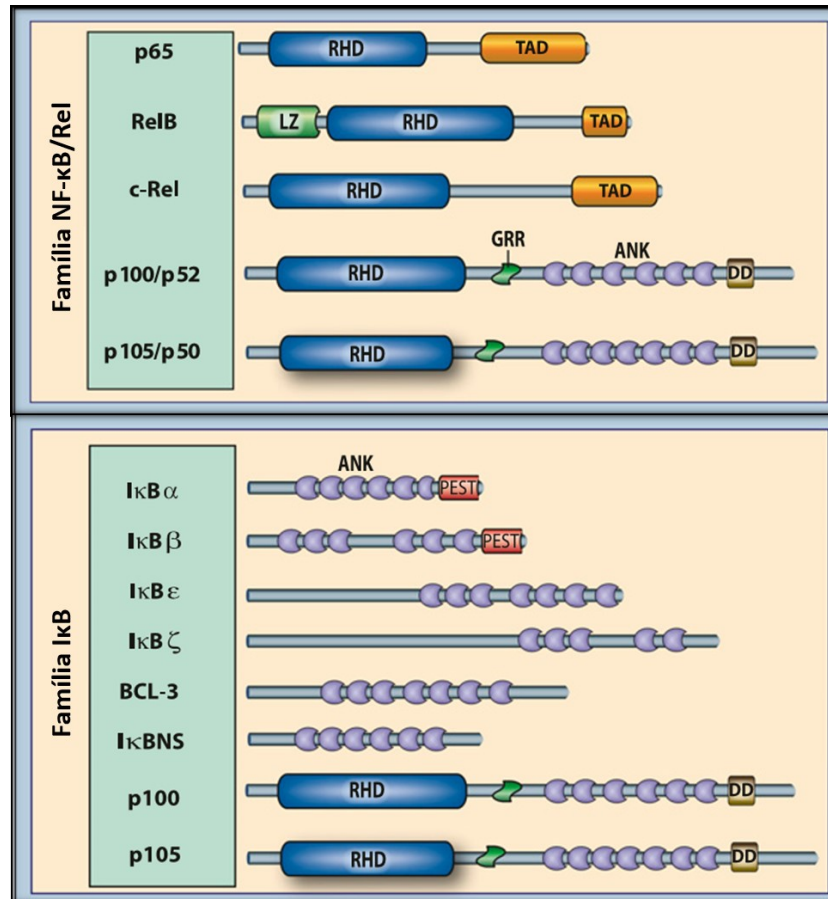 Família NF-κB/Rel
p65
RHD
TAD
RelB
LZ
RHD
TAD
c-Rel
RHD
TAD
GRR
ANK
p100/p52
RHD
DD
p105/p50
RHD
DD
Família IκB
ANK
IκBα
PEST
IκBβ
PEST
IκBε
IκBζ
BCL-3
IκBNS
p100
RHD
DD
p105
RHD
DD